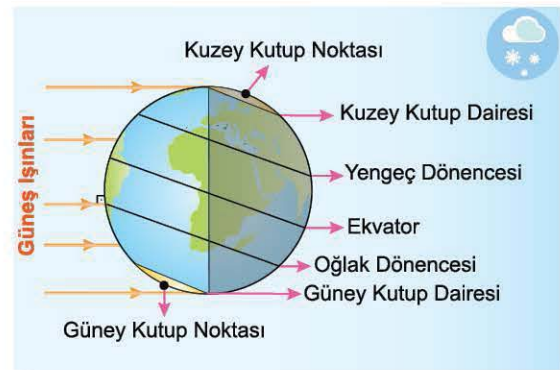 Kuzey Kutup Noktası
Kuzey Kutup Dairesi
Yengeç Dönencesi
Ekvator
Oğlak Dönencesi
Güney Kutup Dairesi
Güney Kutup Noktası
Güneş Işınları